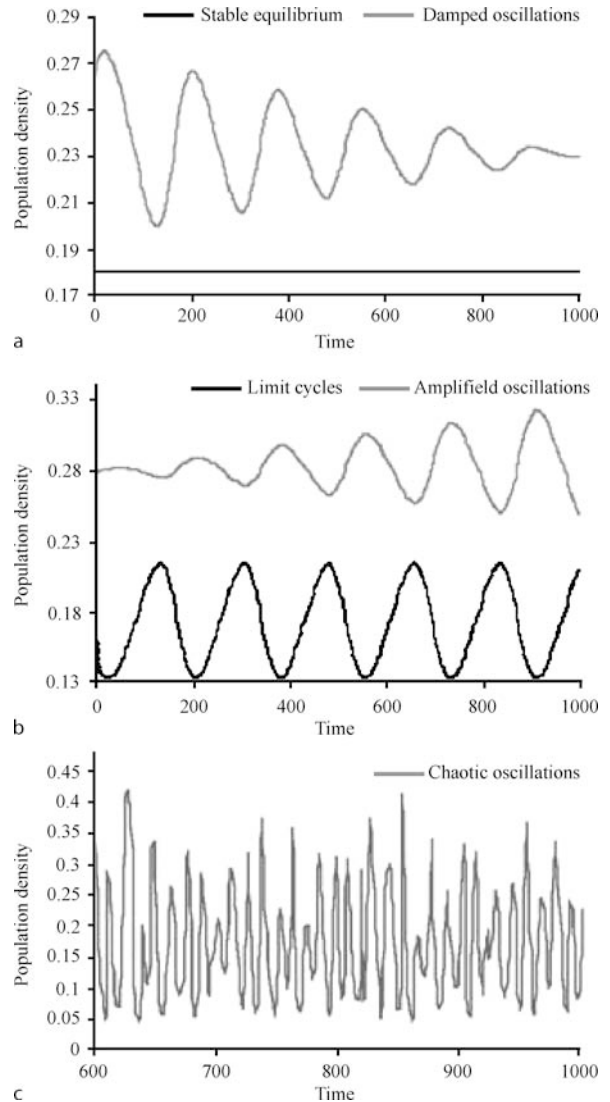 Stable equilibrium Damped oscillations
0.29
0.27
0.25
0.23
0.21
0.19
0.17
Population density
0 200 400 600 800 1000
Time
a
Limit cycles Amplifield oscillations
0.33
0.28
0.23
0.18
0.13
Population density
0 200 400 600 800 1000
Time
b
Chaotic oscillations
0.45
0.4
0.35
0.3
0.25
0.2
0.15
0.1
0.05
0
Population density
600 700 800 900 1000
Time
c